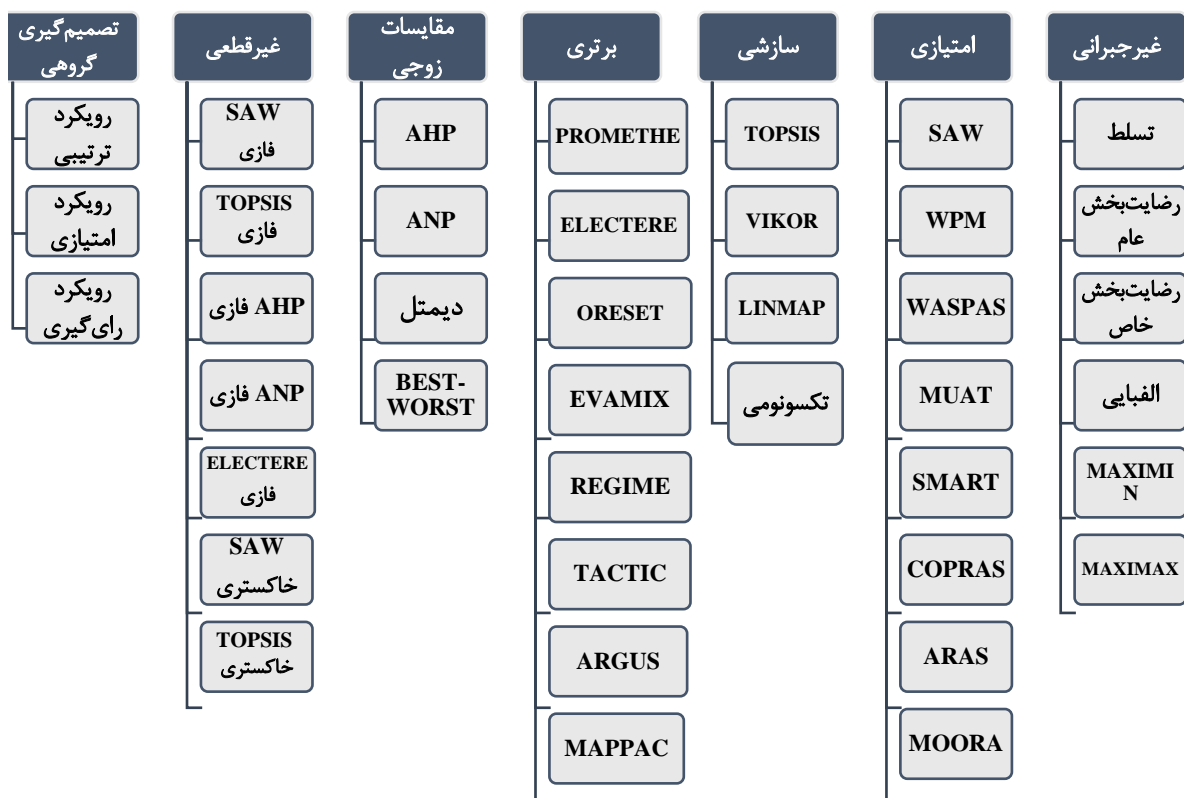 غیرجبرانی
تسلط
رضایت‌بخش
عام
رضایت‌بخش
خاص
الفبایی
MAXIMI
N
MAXIMAX
امتیازی
SAW
WPM
WASPAS
MUAT
SMART
COPRAS
ARAS
MOORA
سازشی
TOPSIS
VIKOR
LINMAP
تکسونومی
برتری
PROMETHE
ELECTERE
ORESET
EVAMIX
REGIME
TACTIC
ARGUS
MAPPAC
مقایسات
زوجی
AHP
ANP
دیمتل
BEST-
WORST
غیرقطعی
SAW
فازی
TOPSIS
فازی
AHP فازی
ANP فازی
ELECTERE
فازی
SAW
خاکستری
TOPSIS
خاکستری
تصمیم‌گیری
گروهی
رویکرد
ترتیبی
رویکرد
امتیازی
رویکرد
رای‌گیری